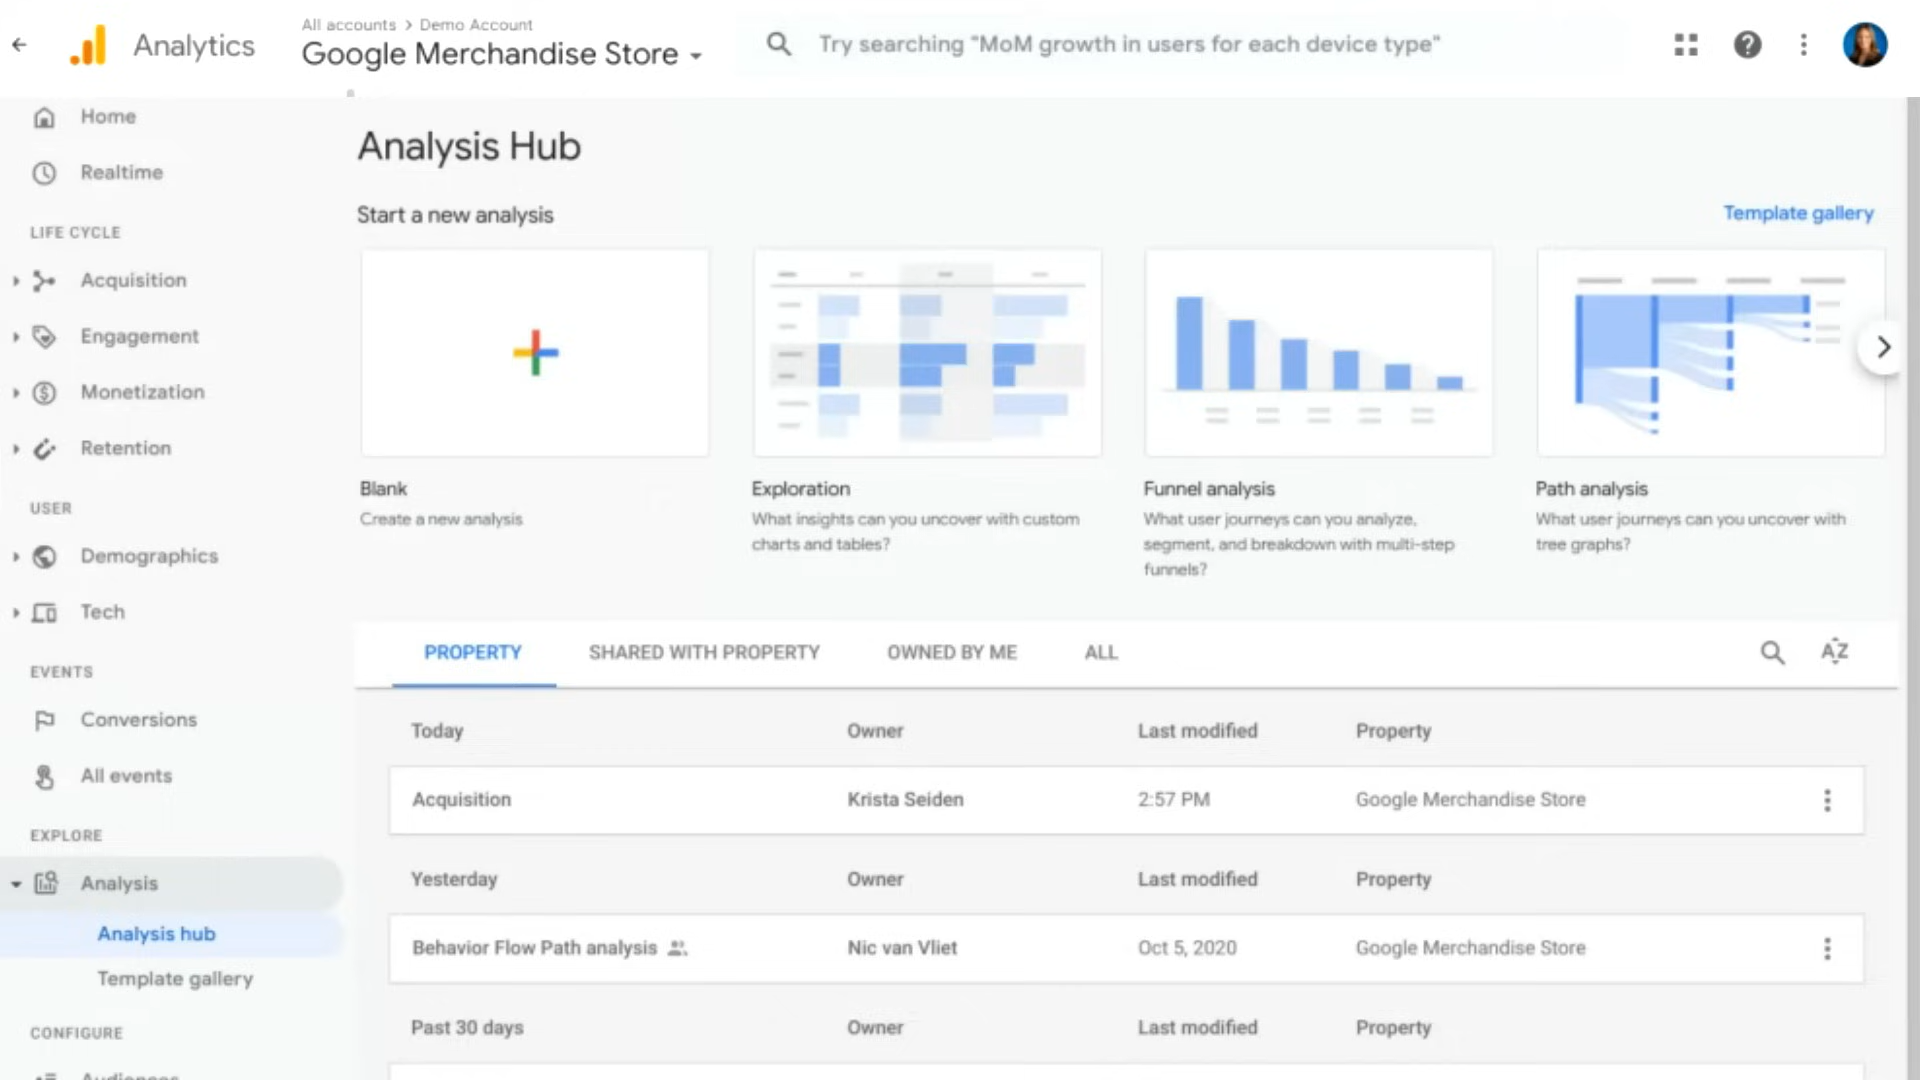 All accounts > Demo Account
Analytics
Google Merchandise Store
Try searching "MoM growth in users for each device type"
Home
Realtime
LIFE CYCLE
Acquisition
Engagement
Monetization
Retention
USER
Demographics
Tech
EVENTS
Conversions
All events
EXPLORE
Analysis
Analysis hub
Template gallery
CONFIGURE
Audiences
Analysis Hub
Start a new analysis
Template gallery
Blank
Create a new analysis
Exploration
What insights can you uncover with custom
charts and tables?
Funnel analysis
What user journeys can you analyze,
segment, and breakdown with multi-step
funnels?
Path analysis
What user journeys can you uncover with
tree graphs?
PROPERTY SHARED WITH PROPERTY OWNED BY ME ALL
AZ
Today Owner Last modified Property
Acquisition Krista Seiden 2:57 PM Google Merchandise Store
Yesterday Owner Last modified Property
Behavior Flow Path analysis Nic van Vliet Oct 5, 2020 Google Merchandise Store
Past 30 days Owner Last modified Property